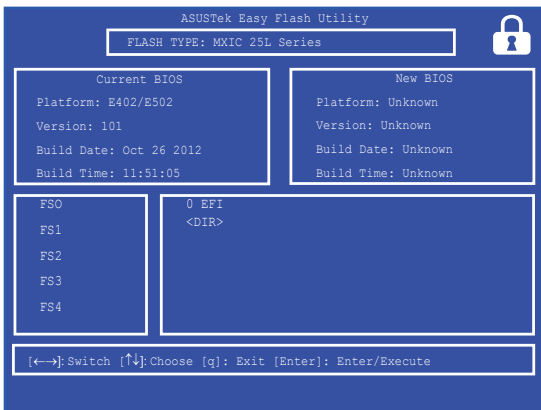 ASUSTek Easy Flash Utility
FLASH TYPE: MXIC 25L Series
Current BIOS
Platform: E402/E502
Version: 101
Build Date: Oct 26 2012
Build Time: 11:51:05
New BIOS
Platform: Unknown
Version: Unknown
Build Date: Unknown
Build Time: Unknown
FSO
FS1
FS2
FS3
FS4
0 EFI
<DIR>
[←→]: Switch [↑↓]: Choose [q]: Exit [Enter]: Enter/Execute